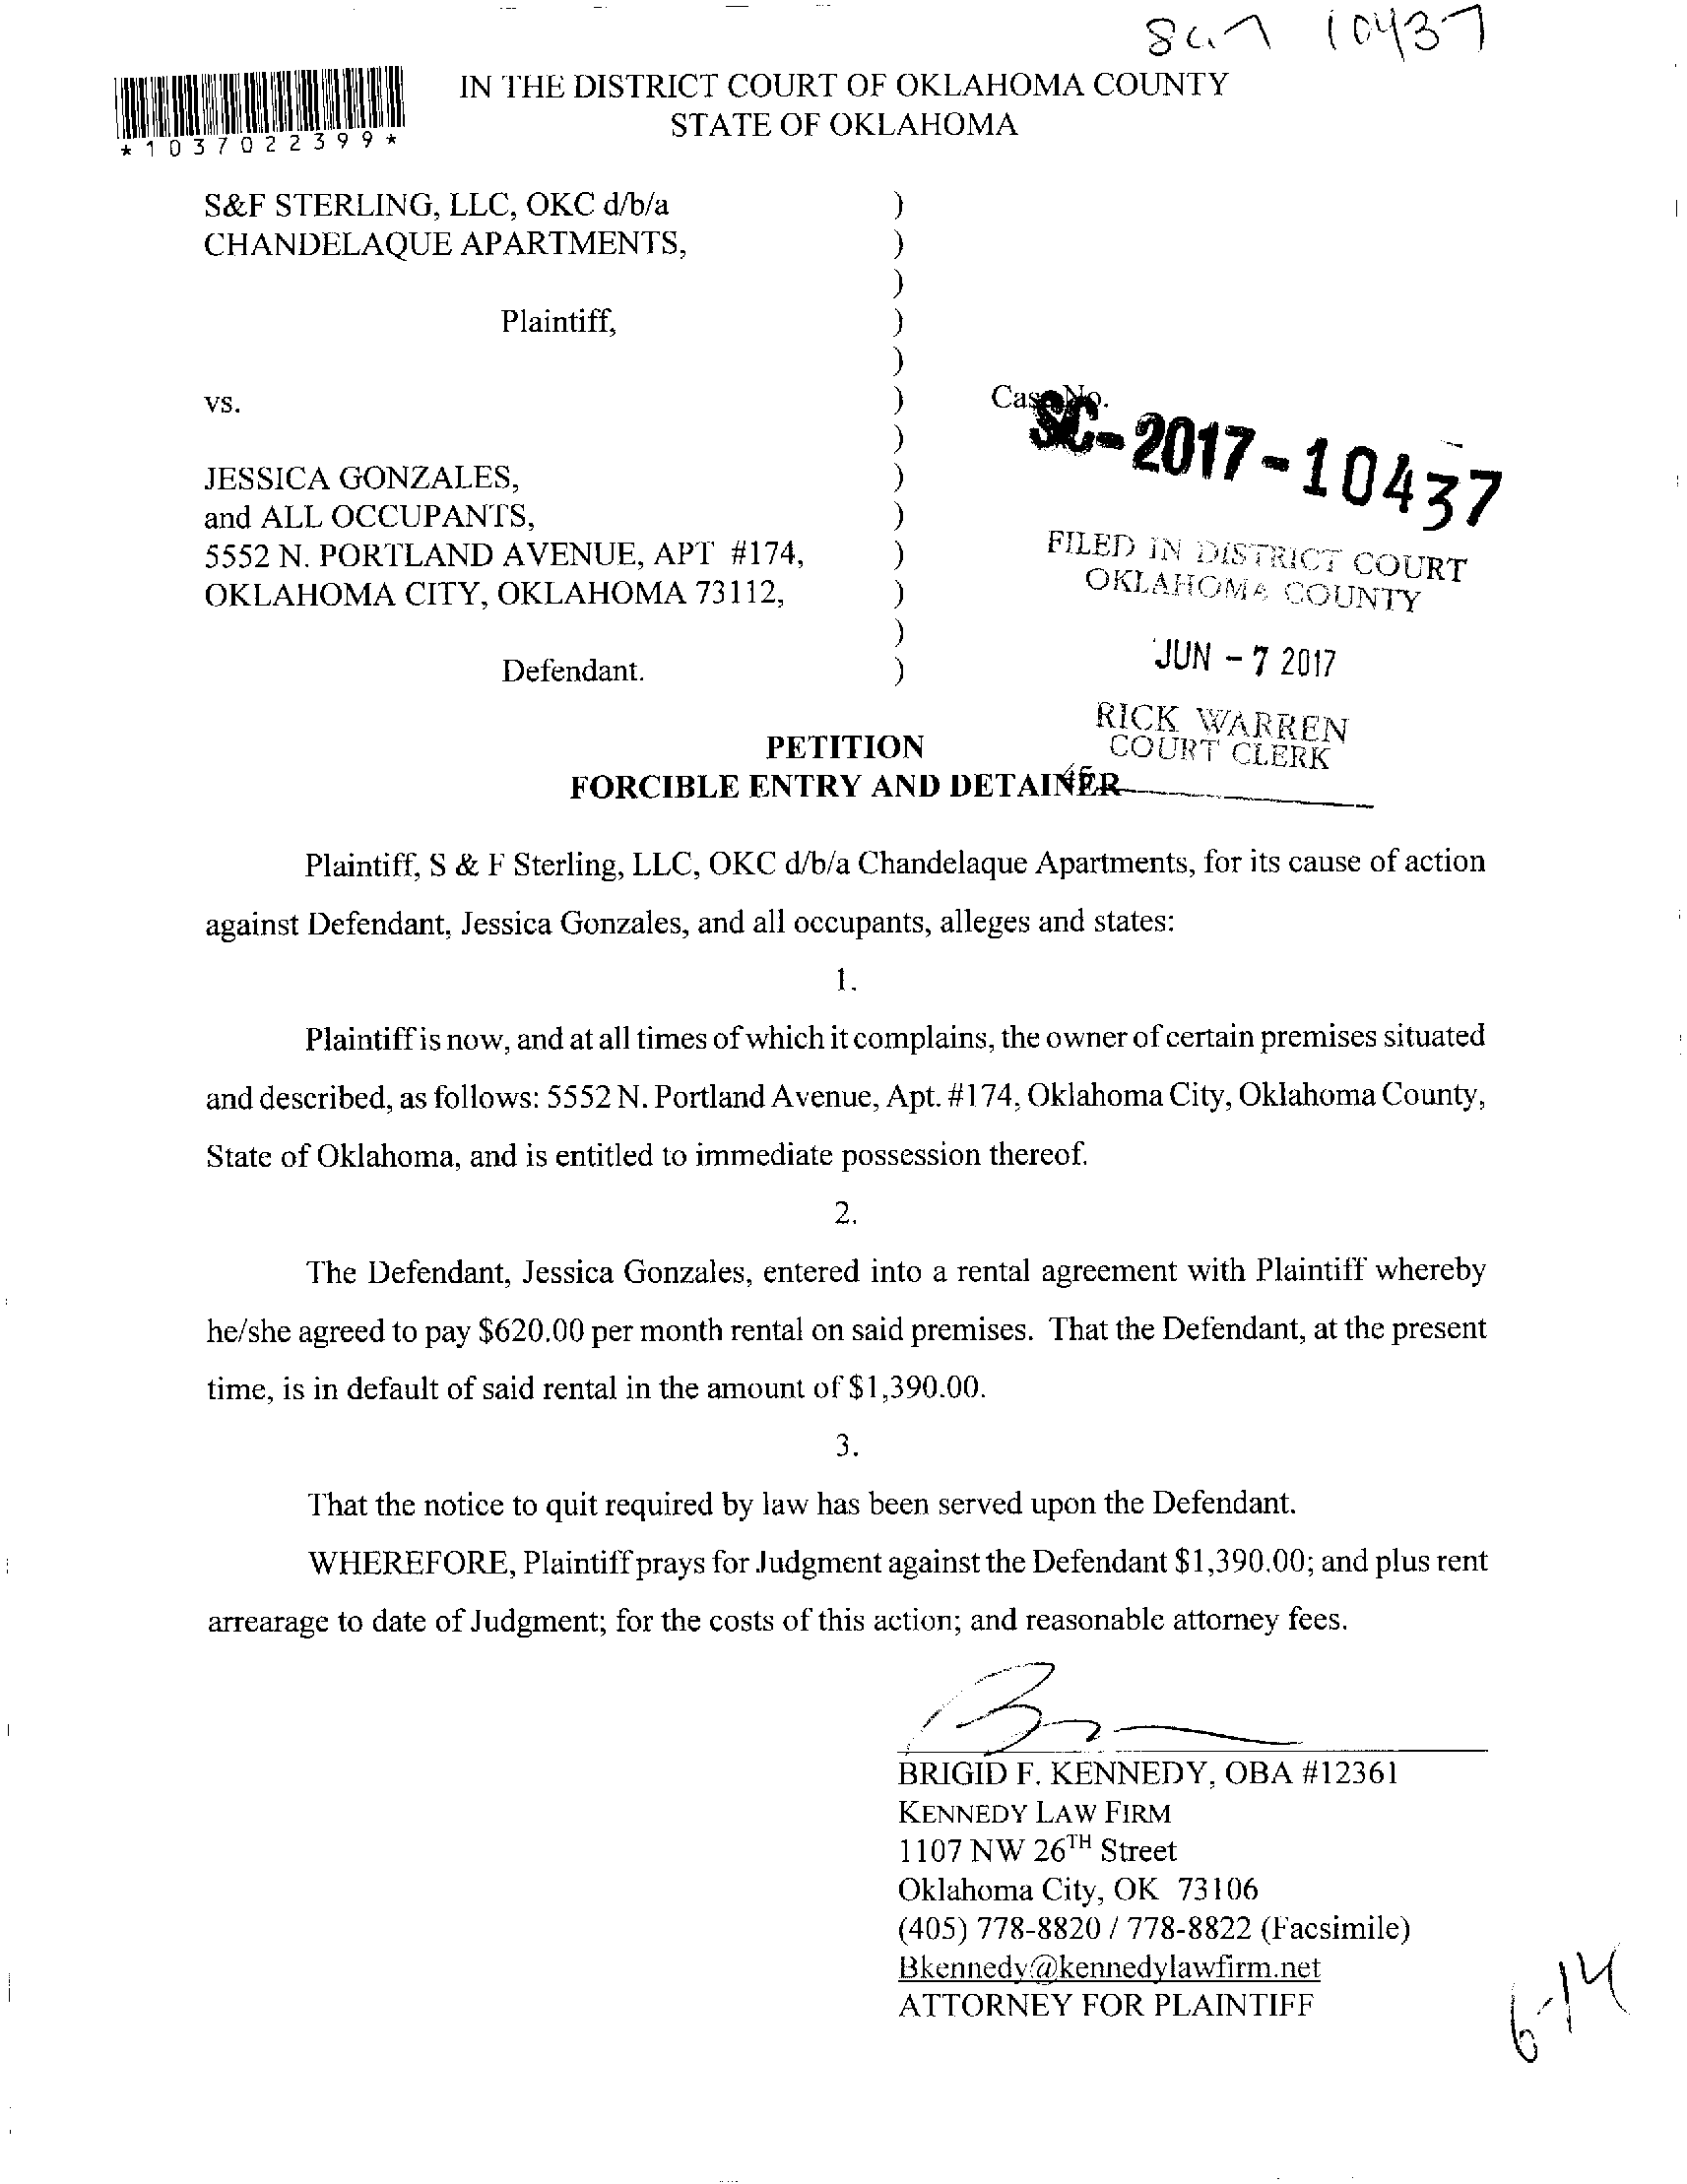 10437
IN THE DISTRICT COURT OF OKLAHOMA COUNTY
STATE OF OKLAHOMA
*1037022399*
S&F STERLING, LLC, OKC d/b/a )
CHANDELAQUE APARTMENTS, )
)
Plaintiff, )
)
vs. ) Case No.
SC-2017-10437
)
JESSICA GONZALES, )
and ALL OCCUPANTS, )
5552 N. PORTLAND AVENUE, APT #174, )
OKLAHOMA CITY, OKLAHOMA 73112, )
)
Defendant. )
FILED IN DISTRICT COURT
OKLAHOMA COUNTY
JUN - 7 2017
RICK WARREN
COURT CLERK
PETITION
FORCIBLE ENTRY AND DETAINER
Plaintiff, S & F Sterling, LLC, OKC d/b/a Chandelaque Apartments, for its cause of action
against Defendant, Jessica Gonzales, and all occupants, alleges and states:
1.
Plaintiff is now, and at all times of which it complains, the owner of certain premises situated
and described, as follows: 5552 N. Portland Avenue, Apt. #174, Oklahoma City, Oklahoma County,
State of Oklahoma, and is entitled to immediate possession thereof.
2.
The Defendant, Jessica Gonzales, entered into a rental agreement with Plaintiff whereby
he/she agreed to pay $620.00 per month rental on said premises. That the Defendant, at the present
time, is in default of said rental in the amount of $1,390.00.
3.
That the notice to quit required by law has been served upon the Defendant.
WHEREFORE, Plaintiff prays for Judgment against the Defendant $1,390.00; and plus rent
arrearage to date of Judgment; for the costs of this action; and reasonable attorney fees.
BRIGID F. KENNEDY, OBA #12361
KENNEDY LAW FIRM
1107 NW 26TH Street
Oklahoma City, OK 73106
(405) 778-8820 / 778-8822 (Facsimile)
Bkennedy@kennedylawfirm.net
ATTORNEY FOR PLAINTIFF
6-14